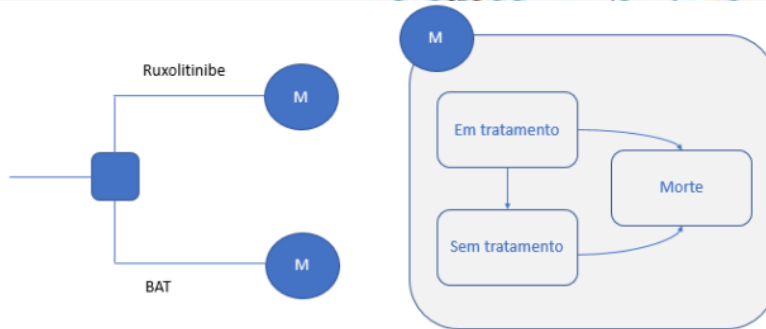 Ruxolitinibe
M
M
BAT
M
Em tratamento
Morte
Sem tratamento